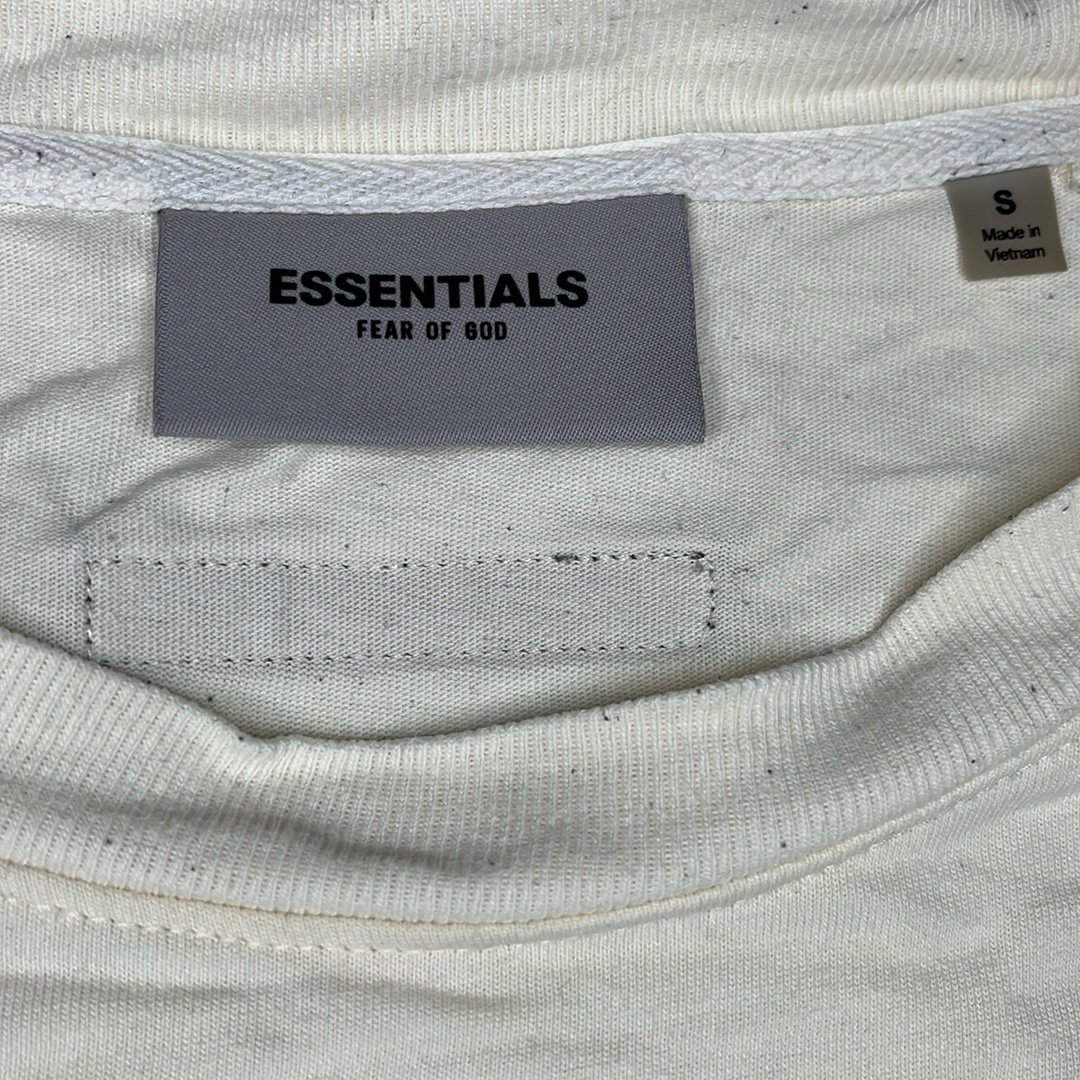 ESSENTIALS
FEAR OF GOD
S
Made in
Vietnam